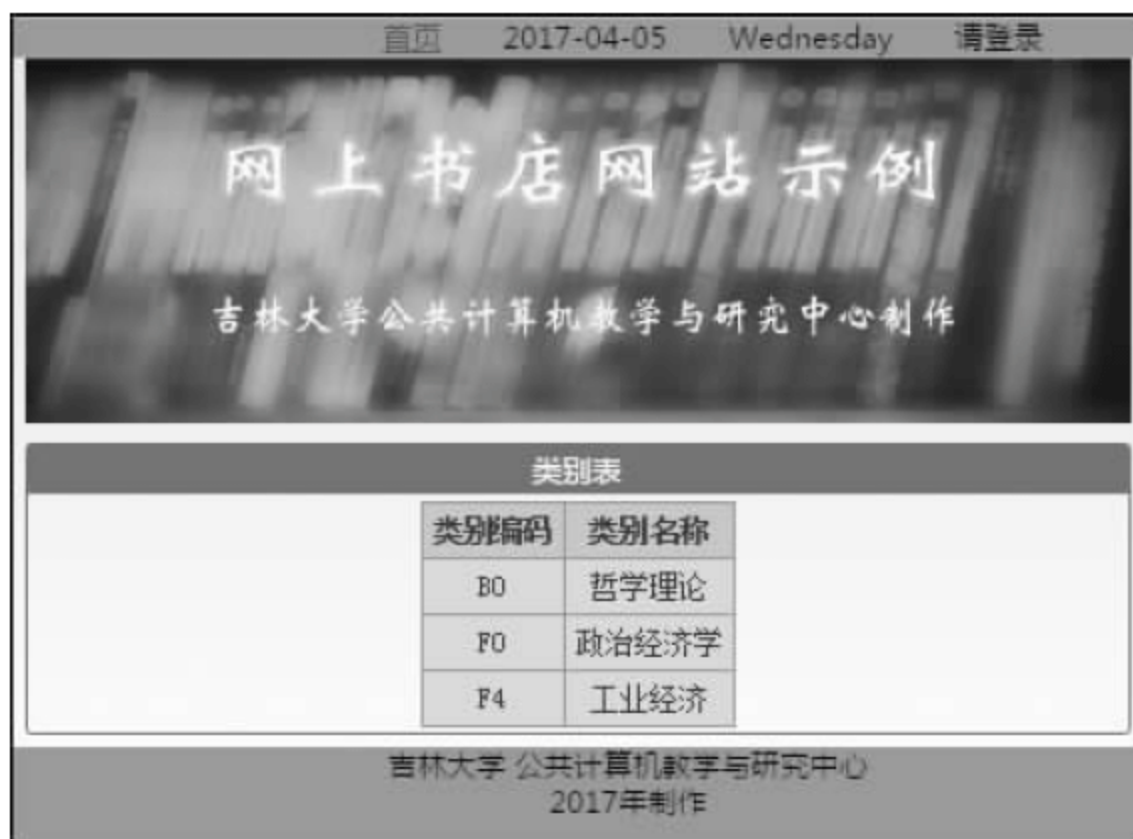 首页 2017-04-05 Wednesday 请登录
网上书店网站示例
吉林大学公共计算机教学与研究中心制作
类别表
类别编码 类别名称
B0 哲学理论
F0 政治经济学
F4 工业经济
吉林大学 公共计算机教学与研究中心
2017年制作